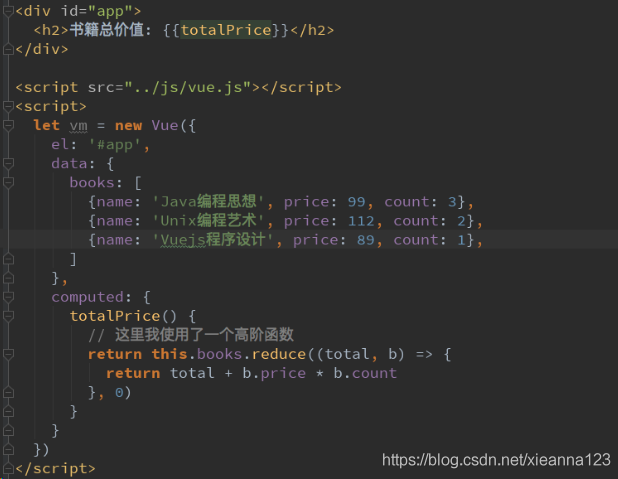 <div id="app">
  <h2>书籍总价值: {{totalPrice}}</h2>
</div>

<script src="../js/vue.js"></script>
<script>
  let vm = new Vue({
    el: '#app',
    data: {
      books: [
        {name: 'Java编程思想', price: 99, count: 3},
        {name: 'Unix编程艺术', price: 112, count: 2},
        {name: 'Vuejs程序设计', price: 89, count: 1},
      ]
    },
    computed: {
      totalPrice() {
        // 这里我使用了一个高阶函数
        return this.books.reduce((total, b) => {
          return total + b.price * b.count
        }, 0)
      }
    }
  })
</script>
https://blog.csdn.net/xieanna123